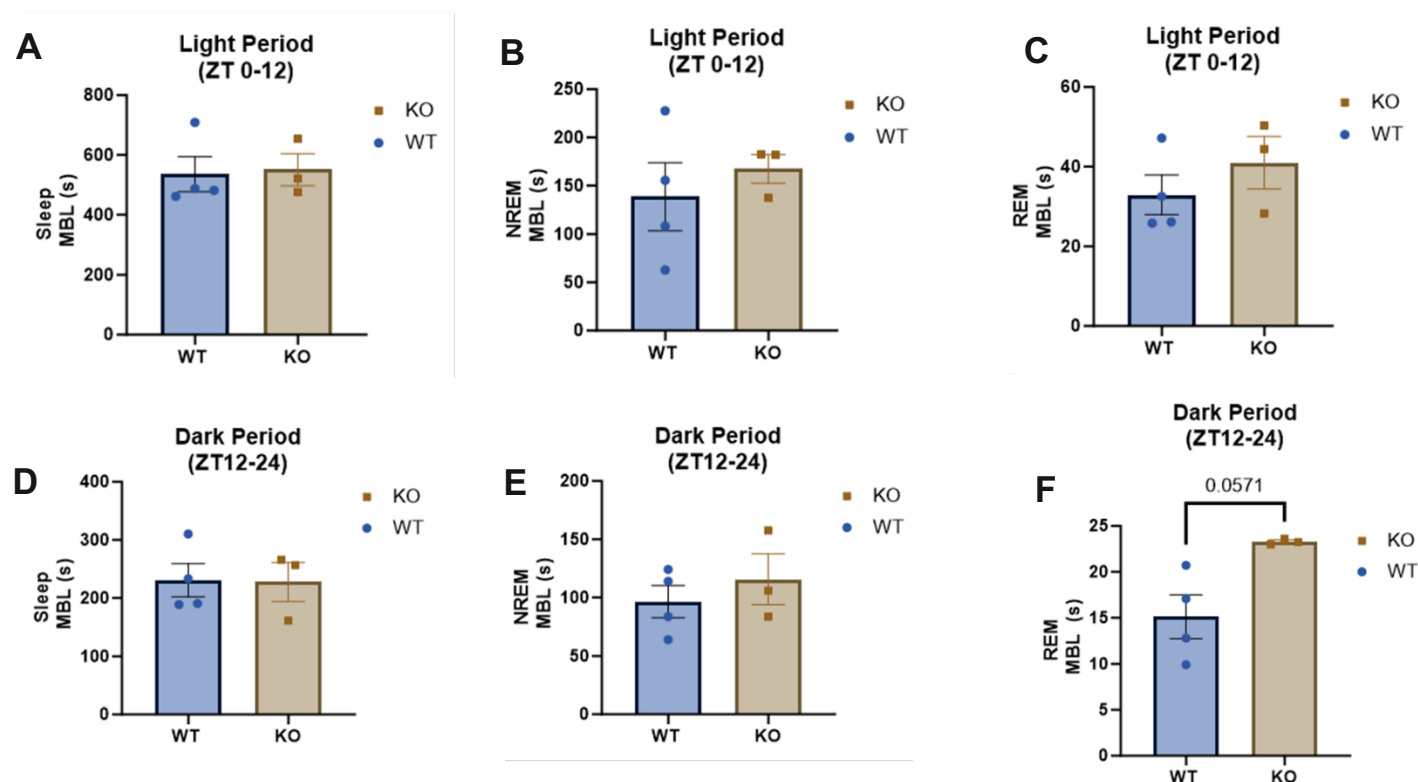 A
Light Period
(ZT 0-12)
Sleep
MBL (s)
800
600
400
200
0
WT
KO
KO
WT
B
Light Period
(ZT 0-12)
NREM
MBL (s)
250
200
150
100
50
0
WT
KO
KO
WT
C
Light Period
(ZT 0-12)
REM
MBL (s)
60
40
20
0
WT
KO
KO
WT
D
Dark Period
(ZT12-24)
Sleep
MBL (s)
400
300
200
100
0
WT
KO
KO
WT
E
Dark Period
(ZT12-24)
NREM
MBL (s)
200
150
100
50
0
WT
KO
KO
WT
F
Dark Period
(ZT12-24)
0.0571
REM
MBL (s)
25
20
15
10
5
0
WT
KO
KO
WT